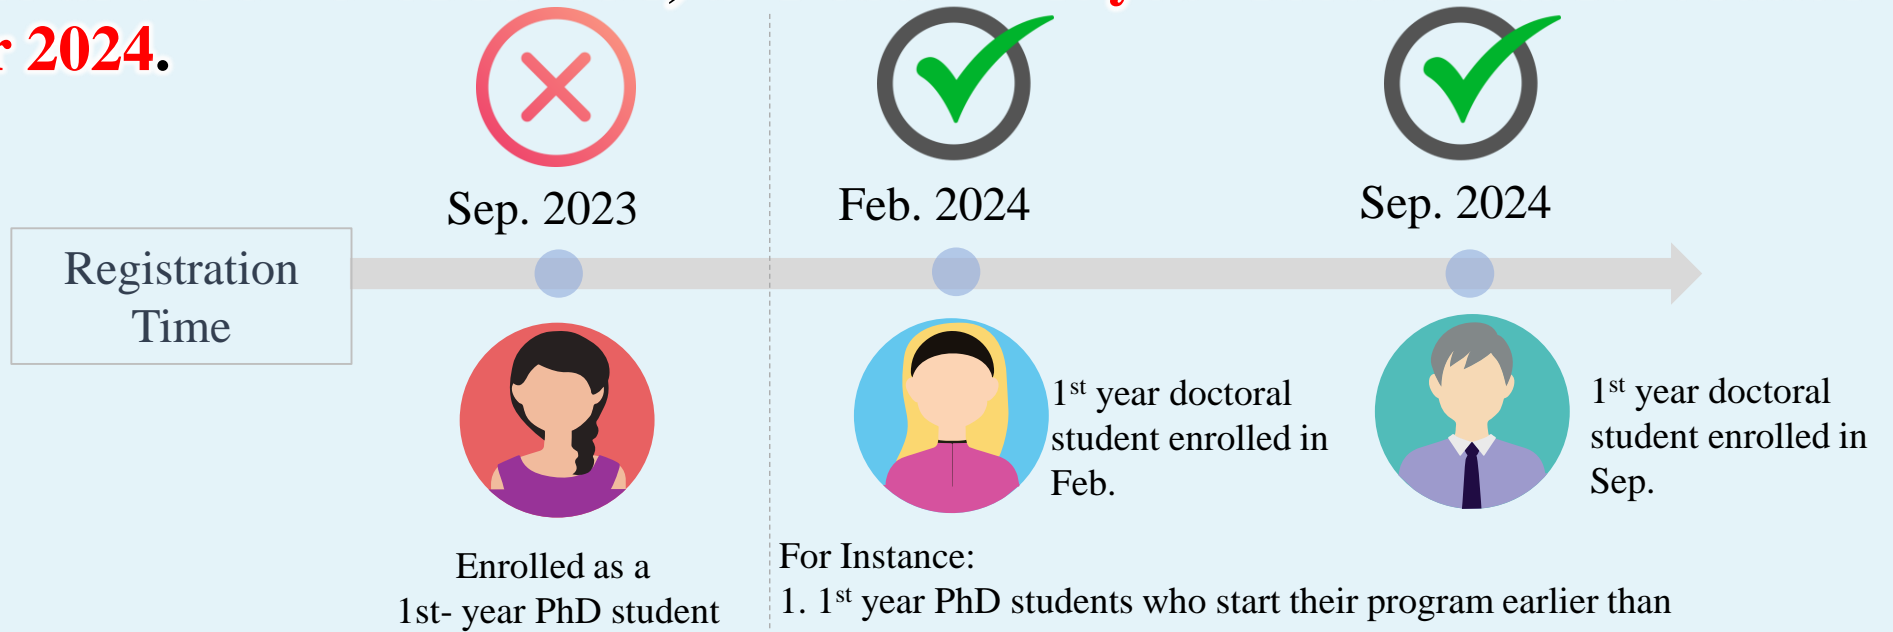 2024.
Sep. 2023
Feb. 2024
Sep. 2024
Registration
Time
1st year doctoral
student enrolled in
Feb.
1st year doctoral
student enrolled in
Sep.
Enrolled as a
1st- year PhD student
For Instance:
1. 1st year PhD students who start their program earlier than